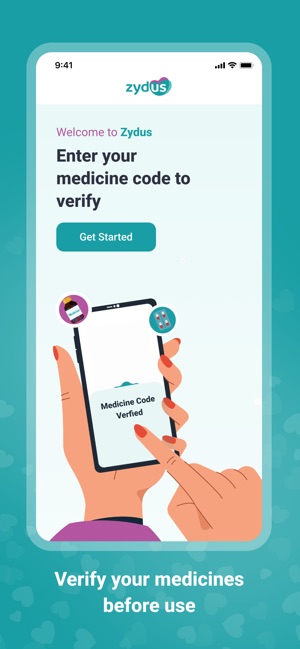 9:41
zydus
Welcome to Zydus
Enter your
medicine code to
verify
Get Started
Medicine Code
Verfied
Verify your medicines
before use